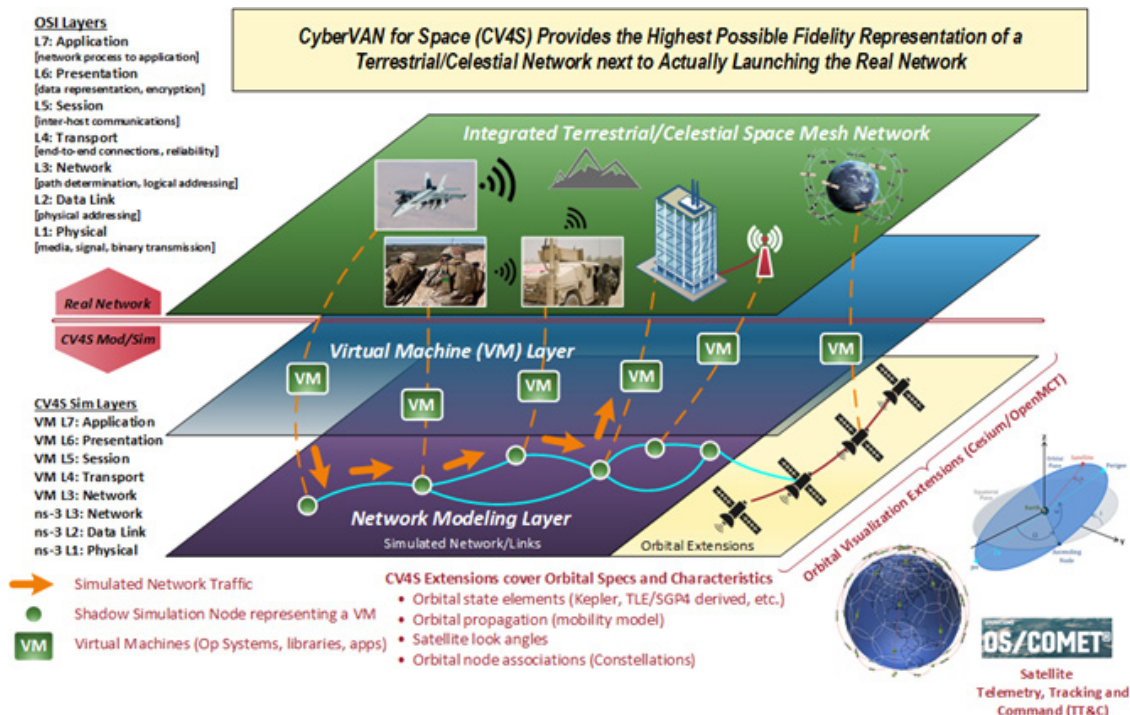 OSI Layers
L7: Application
[network process to application]
L6: Presentation
[data representation, encryption]
L5: Session
[inter-host communications]
L4: Transport
[end-to-end connections, reliability]
L3: Network
[path determination, logical addressing]
L2: Data Link
[physical addressing]
L1: Physical
[media, signal, binary transmission]
CyberVAN for Space (CV4S) Provides the Highest Possible Fidelity Representation of a
Terrestrial/Celestial Network next to Actually Launching the Real Network
Integrated Terrestrial/Celestial Space Mesh Network
Real Network
CV4S Mod/Sim
Virtual Machine (VM) Layer
VM
VM
VM
VM
VM
VM
CV4S Sim Layers
VM L7: Application
VM L6: Presentation
VM L5: Session
VM L4: Transport
VM L3: Network
ns-3 L3: Network
ns-3 L2: Data Link
ns-3 L1: Physical
Network Modeling Layer
Simulated Network/Links
Orbital Extensions
Orbital Visualization Extensions (Cesium/OpenMCT)
Z
Orbital
Plane
Satellite
Perigee
Equatorial
Plane
Earth
Y
Ascending
Node
Simulated Network Traffic
Shadow Simulation Node representing a VM
VM
Virtual Machines (Op Systems, libraries, apps)
CV4S Extensions cover Orbital Specs and Characteristics
• Orbital state elements (Kepler, TLE/SGP4 derived, etc.)
• Orbital propagation (mobility model)
• Satellite look angles
• Orbital node associations (Constellations)
OS/COMET®
Satellite
Telemetry, Tracking and
Command (TT&C)